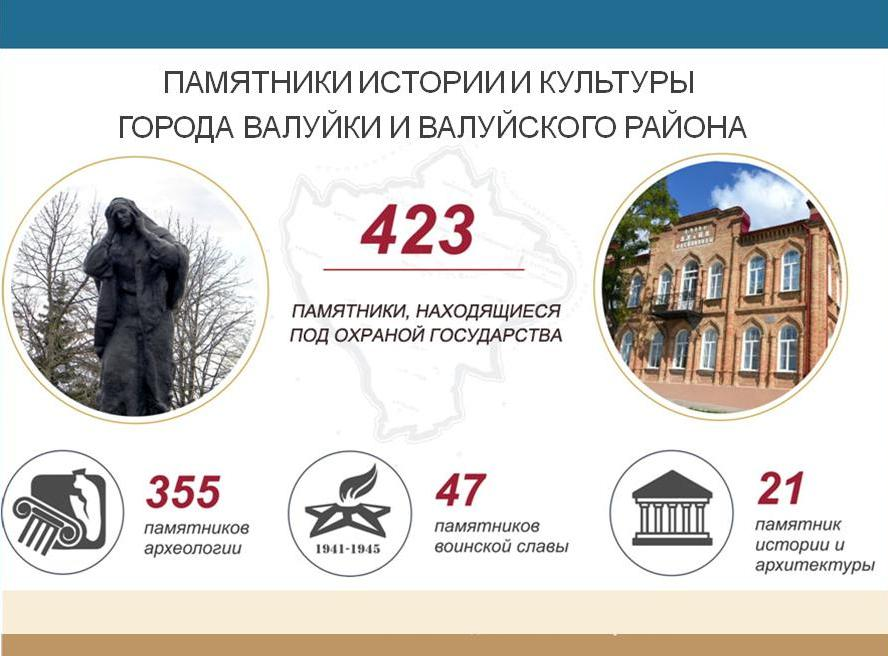 ПАМЯТНИКИ ИСТОРИИ И КУЛЬТУРЫ
ГОРОДА ВАЛУЙКИ И ВАЛУЙСКОГО РАЙОНА
423
ПАМЯТНИКИ, НАХОДЯЩИЕСЯ
ПОД ОХРАНОЙ ГОСУДАРСТВА
355
памятников
археологии
1941-1945
47
памятников
воинской славы
21
памятник
истории и
архитектуры